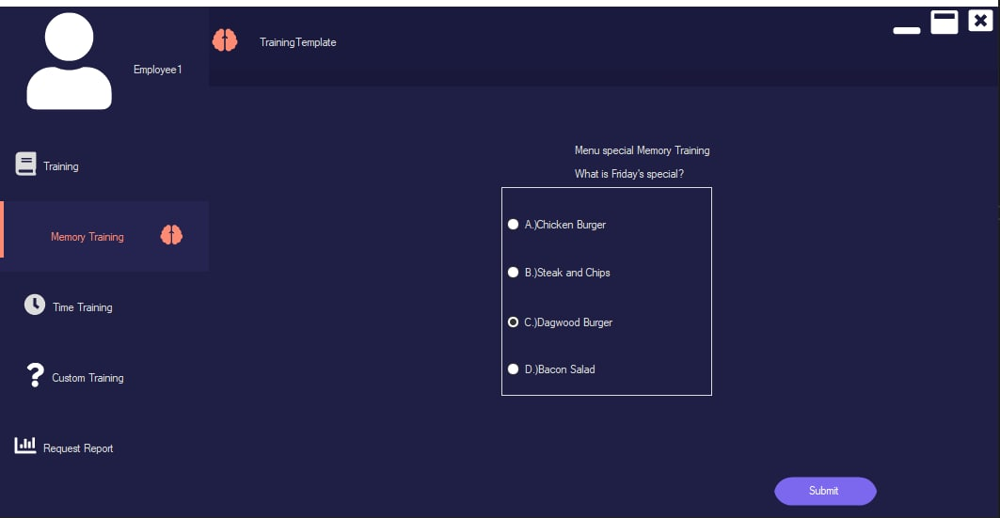 Employee1
TrainingTemplate
Training
Memory Training
Time Training
Custom Training
Request Report
Menu special Memory Training
What is Friday's special?
A.)Chicken Burger
B.)Steak and Chips
C.)Dagwood Burger
D.)Bacon Salad
Submit